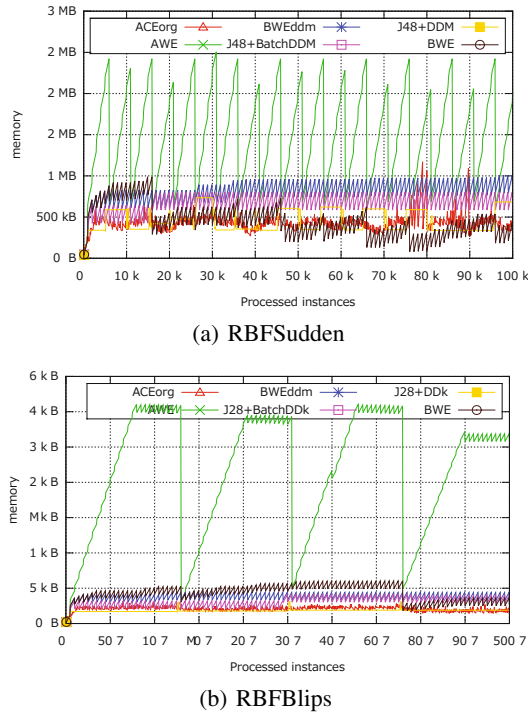 3 MB
2 MB
2 MB
2 MB
1 MB
500 kB
0 B
memory
ACEorg
AWE
BWEddm
J48+BatchDDM
J48+DDM
BWE
0 10 k 20 k 30 k 40 k 50 k 60 k 70 k 80 k 90 k 100 k
Processed instances
(a) RBFSudden
6 k B
4 k B
3 k B
2 k B
M k B
1 k B
5 k B
0 B
memory
ACEorg
AWE
BWEddm
J28+BatchDDk
J28+DDk
BWE
0 50 7 10 7 M0 7 20 7 30 7 40 7 50 7 60 7 80 7 90 7 500 7
Processed instances
(b) RBFBlips